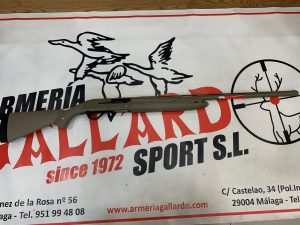 ARMERÍA
GALLARDO
since 1972 SPORT S.L.
nez de la Rosa nº 56
aga - Tel. 951 99 48 08
C/ Castelao, 34 (Pol.In
29004 Málaga - Tel
www.armeriagallardo.com